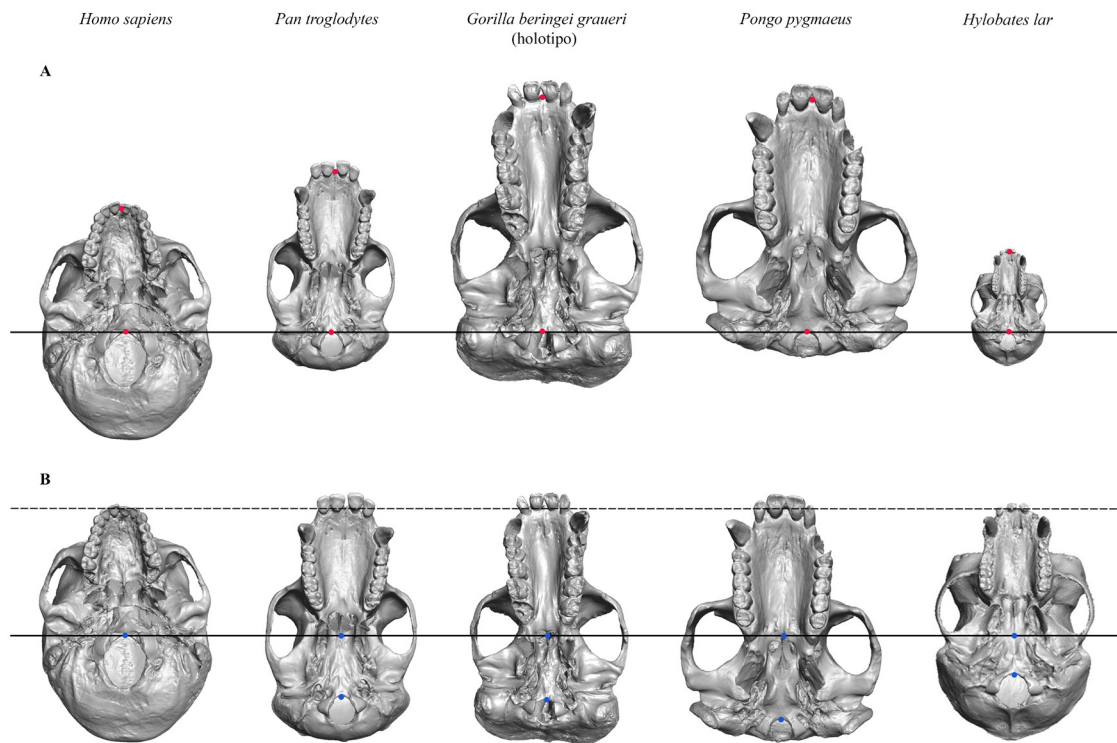 Homo sapiens
Pan troglodytes
Gorilla beringei graueri
(holotipo)
Pongo pygmaeus
Hylobates lar
A
B